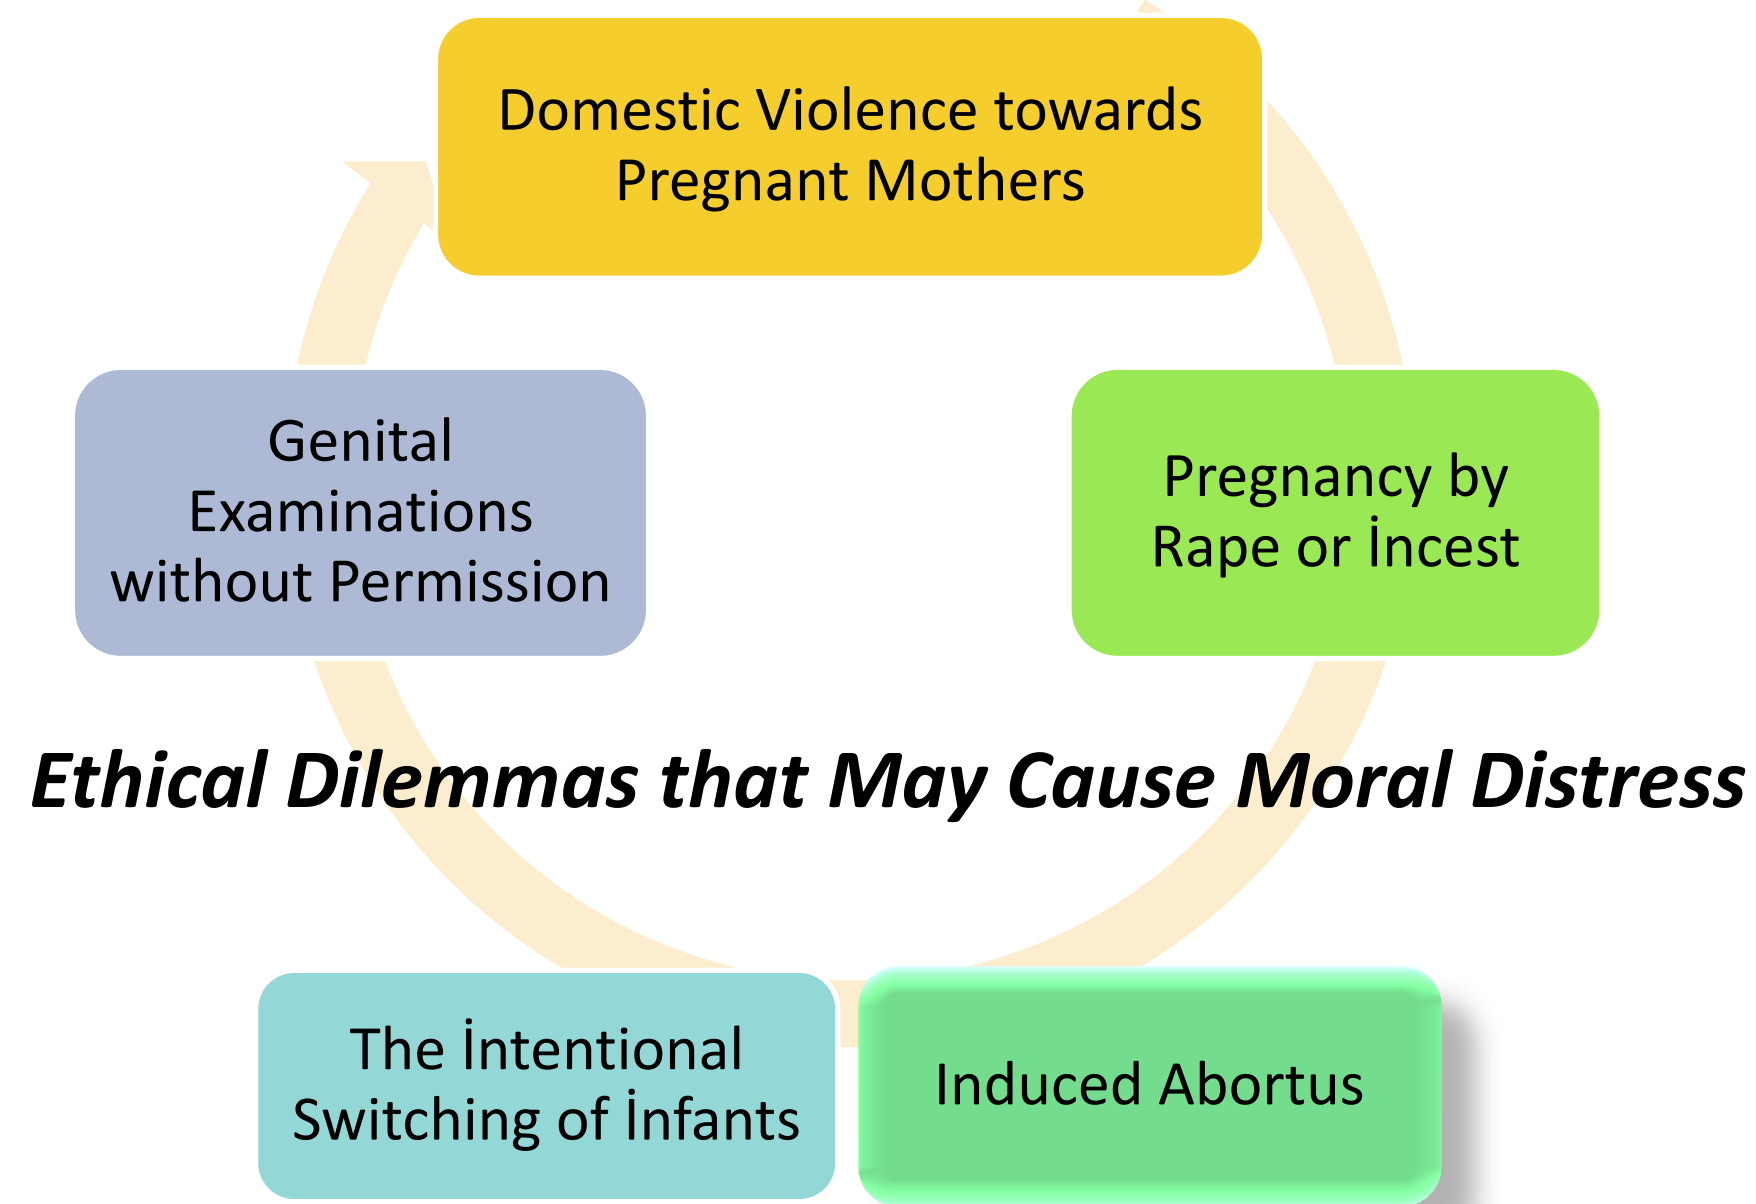 Domestic Violence towards
Pregnant Mothers
Genital
Examinations
without Permission
Pregnancy by
Rape or İncest
Ethical Dilemmas that May Cause Moral Distress
The İntentional
Switching of İnfants
Induced Abortus